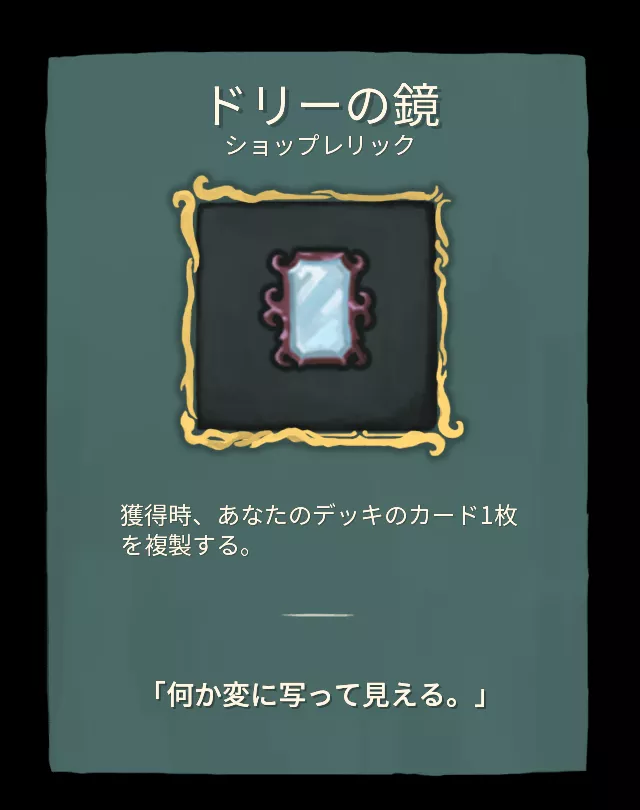 ドリーの鏡
ショップレリック
獲得時、あなたのデッキのカード1枚
を複製する。
「何か変に写って見える。」